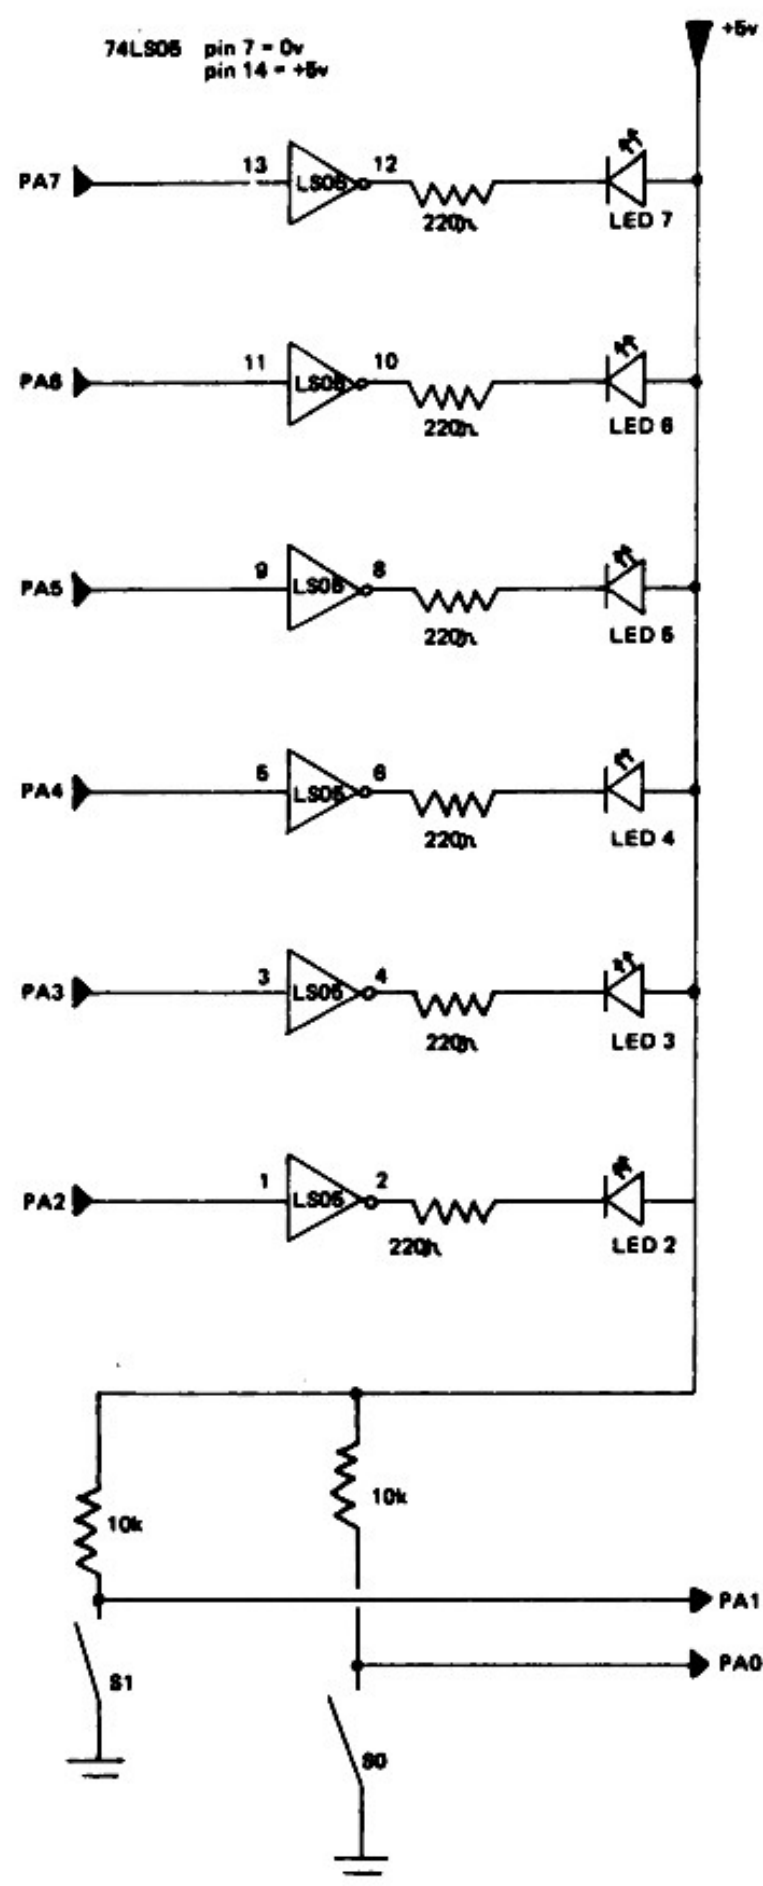 74LS05 pin 7 = 0v
pin 14 = +5v
+5v
PA7 13 LS05 12 220Ω LED 7
PA6 11 LS05 10 220Ω LED 6
PA5 9 LS05 8 220Ω LED 5
PA4 5 LS05 6 220Ω LED 4
PA3 3 LS05 4 220Ω LED 3
PA2 1 LS05 2 220Ω LED 2
10k
10k
PA1
PA0
S1
S0